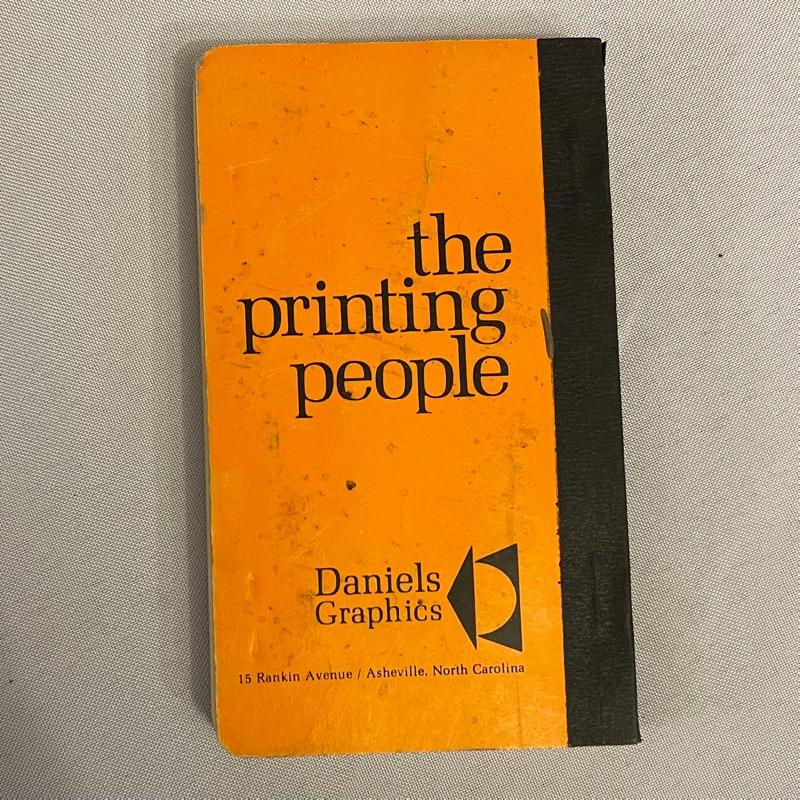 the
printing
people
Daniels
Graphics
15 Rankin Avenue / Asheville, North Carolina